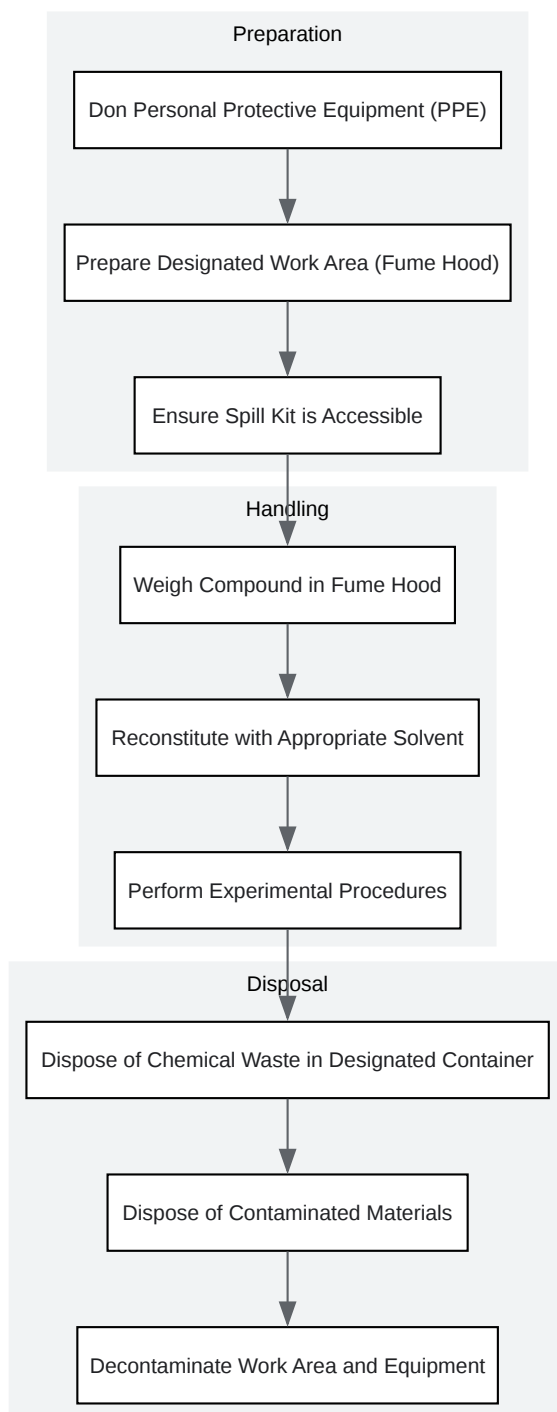 Preparation
Don Personal Protective Equipment (PPE)
Prepare Designated Work Area (Fume Hood)
Ensure Spill Kit is Accessible
Handling
Weigh Compound in Fume Hood
Reconstitute with Appropriate Solvent
Perform Experimental Procedures
Disposal
Dispose of Chemical Waste in Designated Container
Dispose of Contaminated Materials
Decontaminate Work Area and Equipment